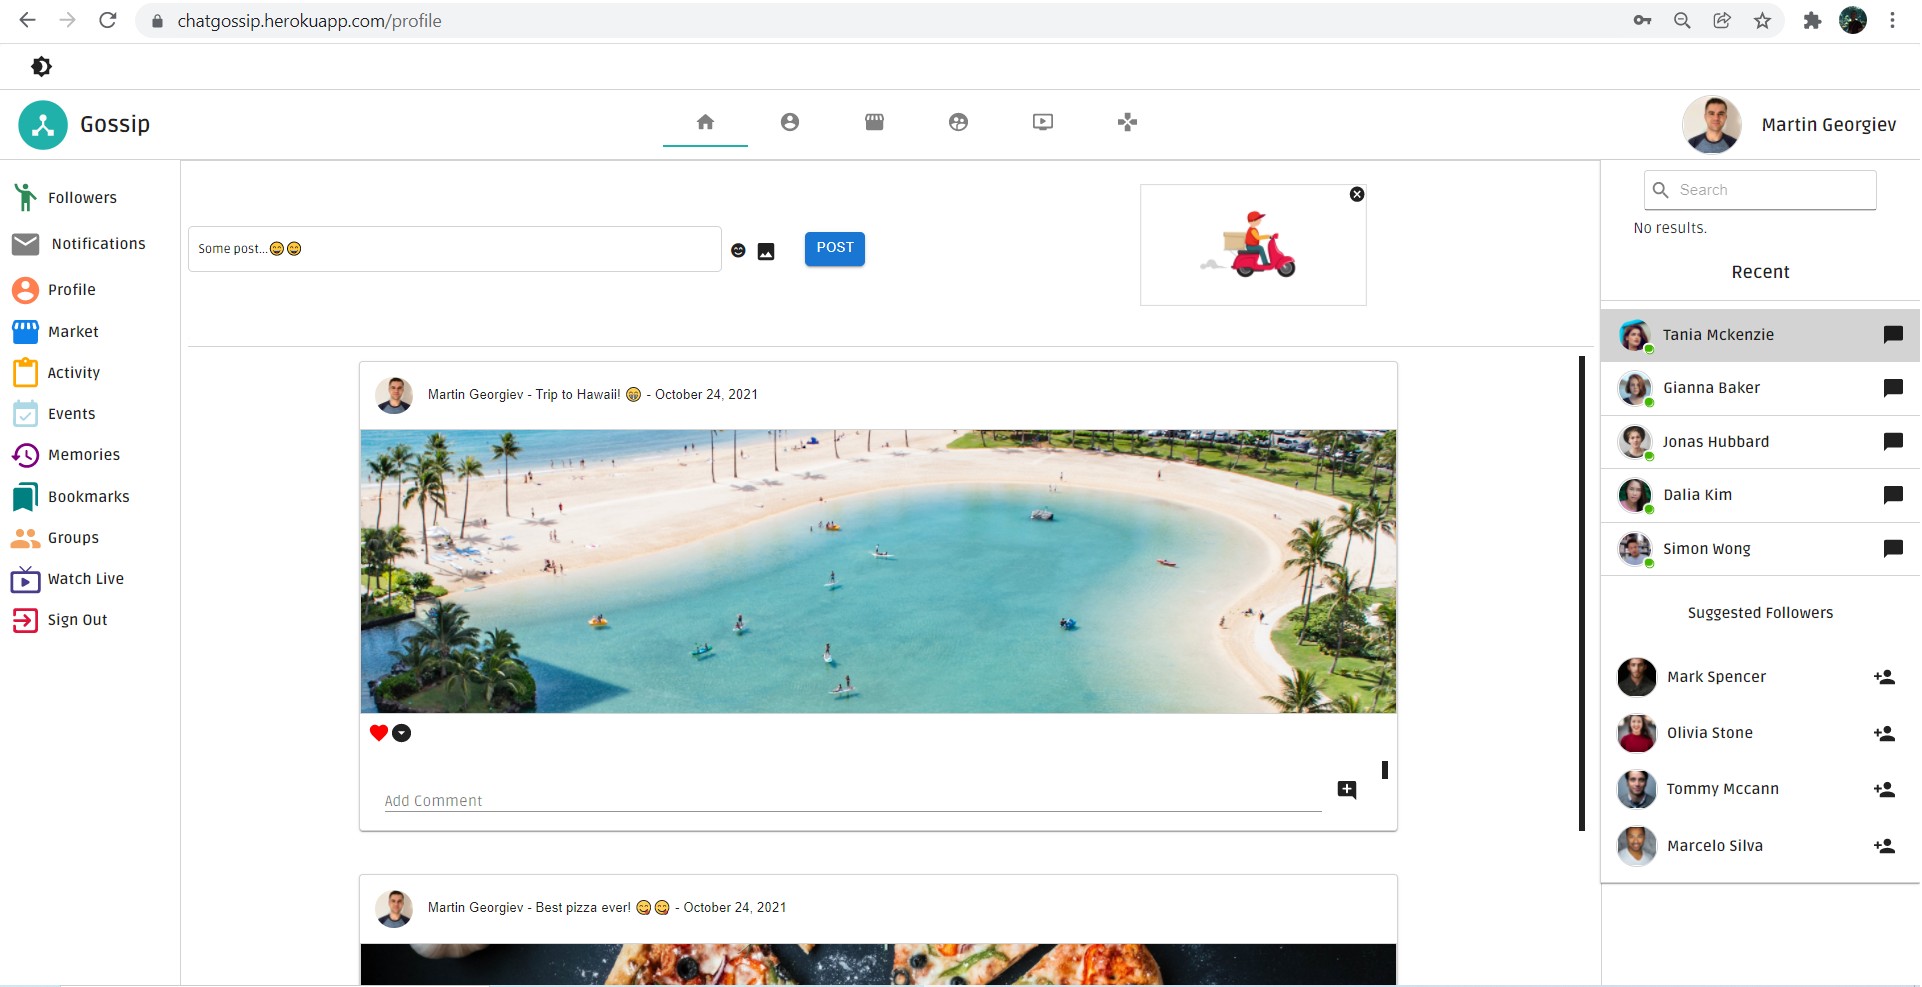 chatgossip.herokuapp.com/profile
Gossip
Martin Georgiev
Followers
Notifications
Profile
Market
Activity
Events
Memories
Bookmarks
Groups
Watch Live
Sign Out
Some post...😄😄
POST
Martin Georgiev - Trip to Hawaii! 😁 - October 24, 2021
Add Comment
Martin Georgiev - Best pizza ever! 😋😋 - October 24, 2021
Search
No results.
Recent
Tania Mckenzie
Gianna Baker
Jonas Hubbard
Dalia Kim
Simon Wong
Suggested Followers
Mark Spencer
Olivia Stone
Tommy Mccann
Marcelo Silva